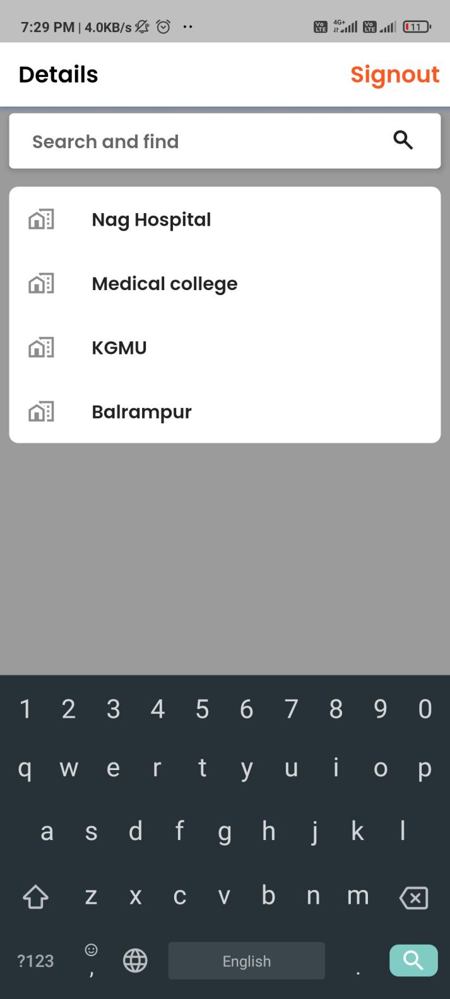 7:29 PM | 4.0KB/s Vo LTE 4G+ Vo LTE 11
Details Signout
Search and find
Nag Hospital
Medical college
KGMU
Balrampur
1 2 3 4 5 6 7 8 9 0
q w e r t y u i o p
a s d f g h j k l
z x c v b n m
?123 , English .